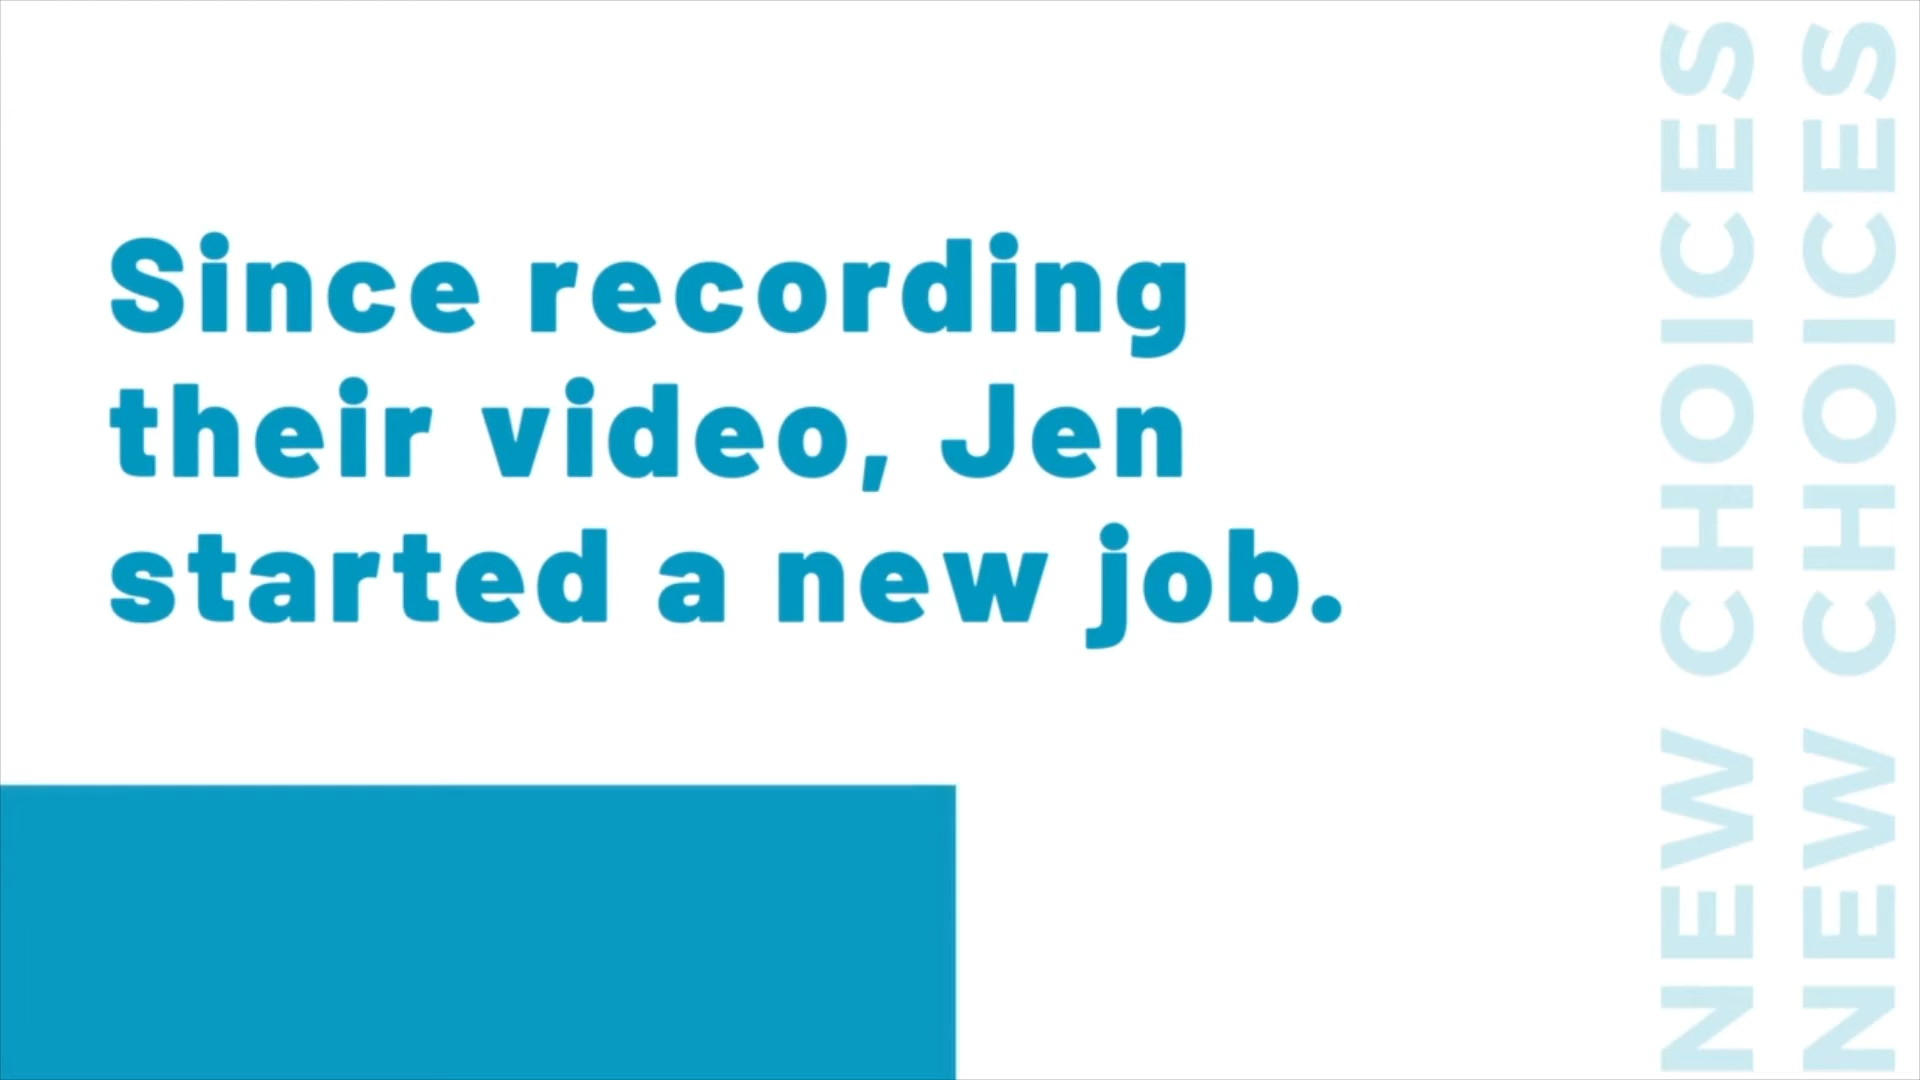 Since recording
their video, Jen
started a new job.
NEW CHOICES
NEW CHOICES